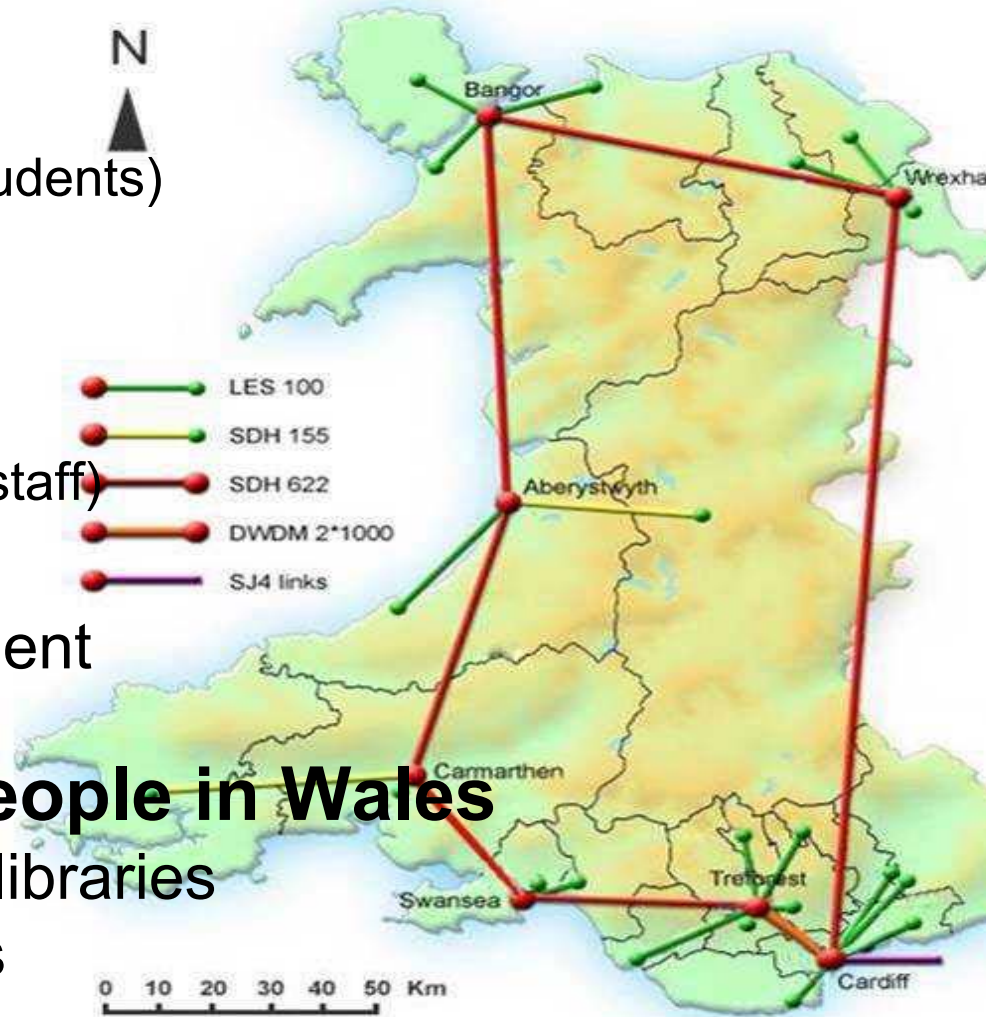 N
Bangor
udents)
Wrexha
LES 100
SDH 155
Aberystwyth
staff)
SDH 622
DWDM 2*1000
SJ4 links
ent
Carmarthen
eople in Wales
libraries
Treforest
Swansea
s
Cardiff
0 10 20 30 40 50 Km